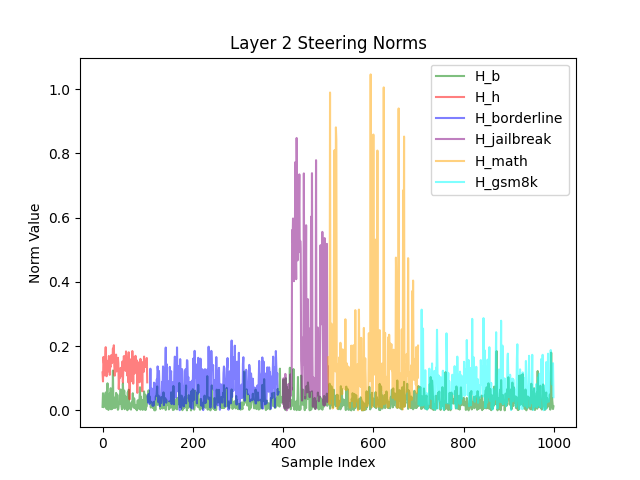 Layer 2 Steering Norms
H_b
H_h
H_borderline
H_jailbreak
H_math
H_gsm8k
Norm Value
1.0
0.8
0.6
0.4
0.2
0.0
0
200
400
600
800
1000
Sample Index